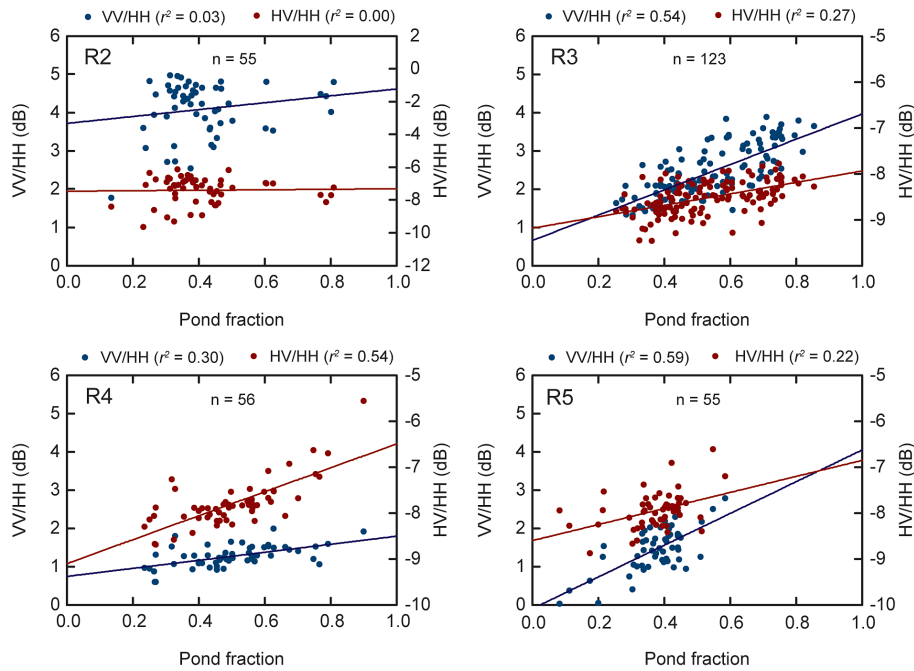 VV/HH (r² = 0.03) HV/HH (r² = 0.00) VV/HH (r² = 0.54) HV/HH (r² = 0.27)
R2
n = 55
6
5
4
3
2
1
0
VV/HH (dB)
2
0
-2
-4
-6
-8
-10
-12
HV/HH (dB)
0.0 0.2 0.4 0.6 0.8 1.0
Pond fraction
R3
n = 123
6
5
4
3
2
1
0
VV/HH (dB)
-5
-6
-7
-8
-9
HV/HH (dB)
0.0 0.2 0.4 0.6 0.8 1.0
Pond fraction
VV/HH (r² = 0.30) HV/HH (r² = 0.54) VV/HH (r² = 0.59) HV/HH (r² = 0.22)
R4
n = 56
6
5
4
3
2
1
0
VV/HH (dB)
-5
-6
-7
-8
-9
-10
HV/HH (dB)
0.0 0.2 0.4 0.6 0.8 1.0
Pond fraction
R5
n = 55
6
5
4
3
2
1
0
VV/HH (dB)
-5
-6
-7
-8
-9
-10
HV/HH (dB)
0.0 0.2 0.4 0.6 0.8 1.0
Pond fraction